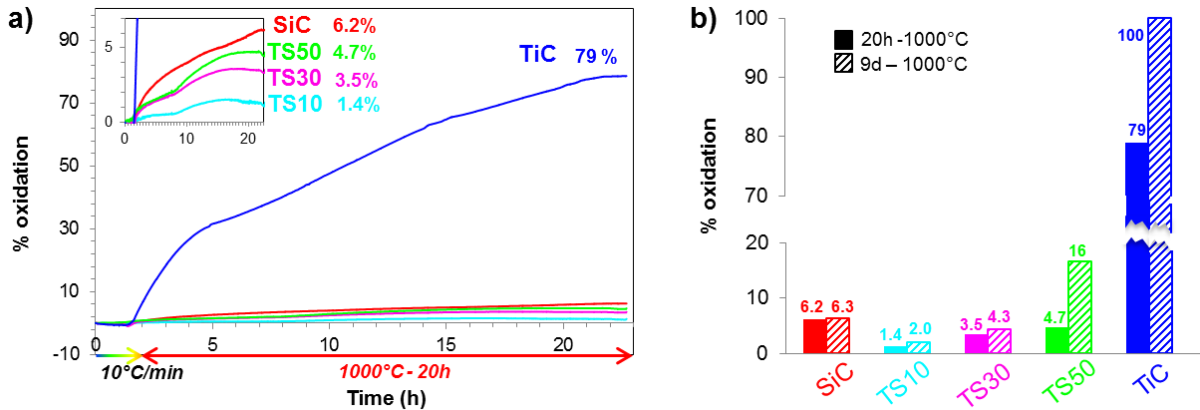 a)
% oxidation
90
70
50
30
10
-10
5
0
0
10
20
SiC 6.2%
TS50 4.7%
TS30 3.5%
TS10 1.4%
TiC 79 %
0
5
10
15
20
10°C/min
1000°C - 20h
Time (h)
b)
% oxidation
100
90
80
70
20
10
0
20h -1000°C
9d – 1000°C
6.2 6.3
1.4 2.0
3.5 4.3
4.7 16
79 100
SiC
TS10
TS30
TS50
TiC